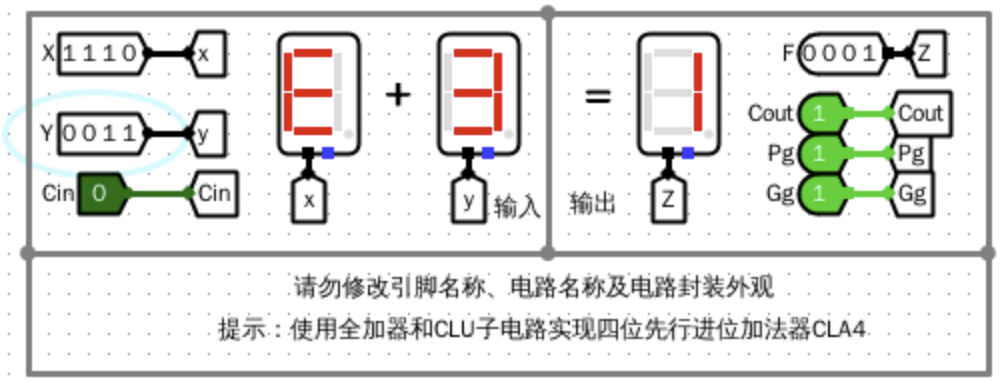 X 1110 x
Y 0011 y
Cin 0 Cin
E + 3 = 1
x y 输入 输出 Z
F 0001 Z
Cout 1 Cout
Pg 1 Pg
Gg 1 Gg
请勿修改引脚名称、电路名称及电路封装外观
提示：使用全加器和CLU子电路实现四位先行进位加法器CLA4